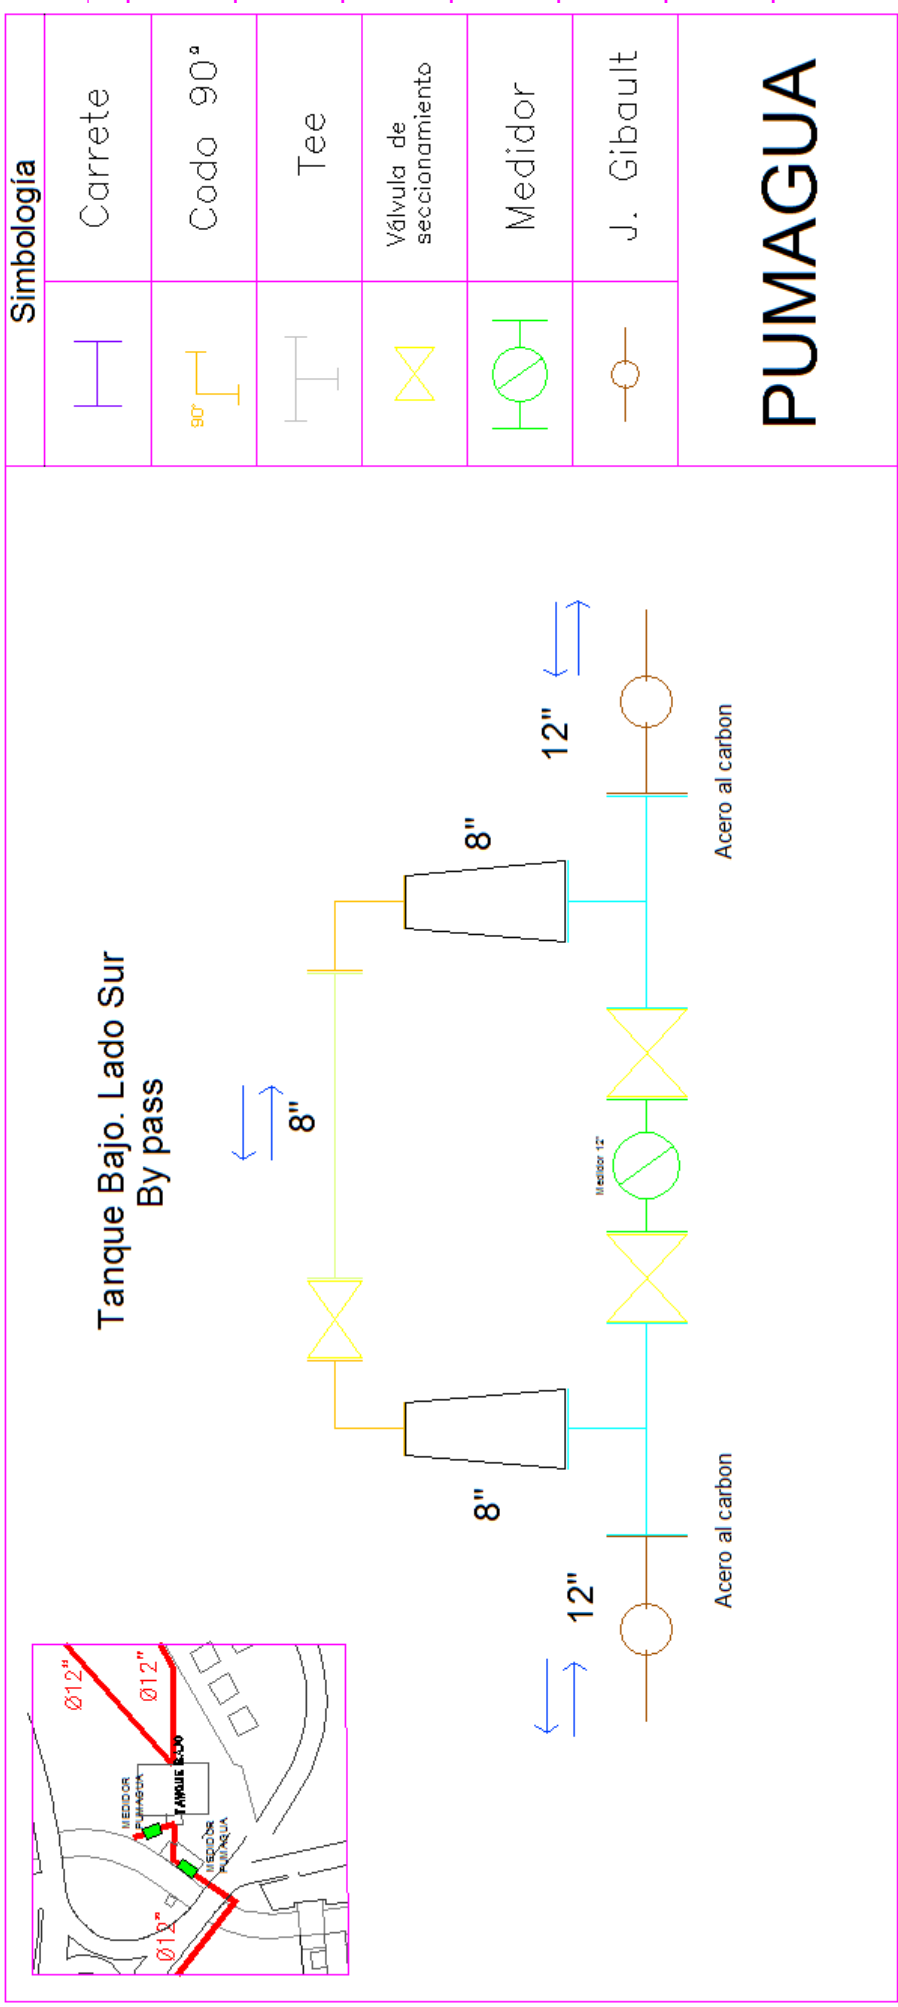 Tanque Bajo. Lado Sur
By pass
8"
8"
8"
12"
12"
Medidor 12"
Acero al carbon
Acero al carbon
Ø12"
Ø12"
Ø12"
MEDIDOR
PUMAGUA
TANQUE BAJO
MEDIDOR
PUMAGUA
Simbología
Carrete
90°
Codo 90°
Tee
Válvula de
seccionamiento
Medidor
J. Gibault
PUMAGUA